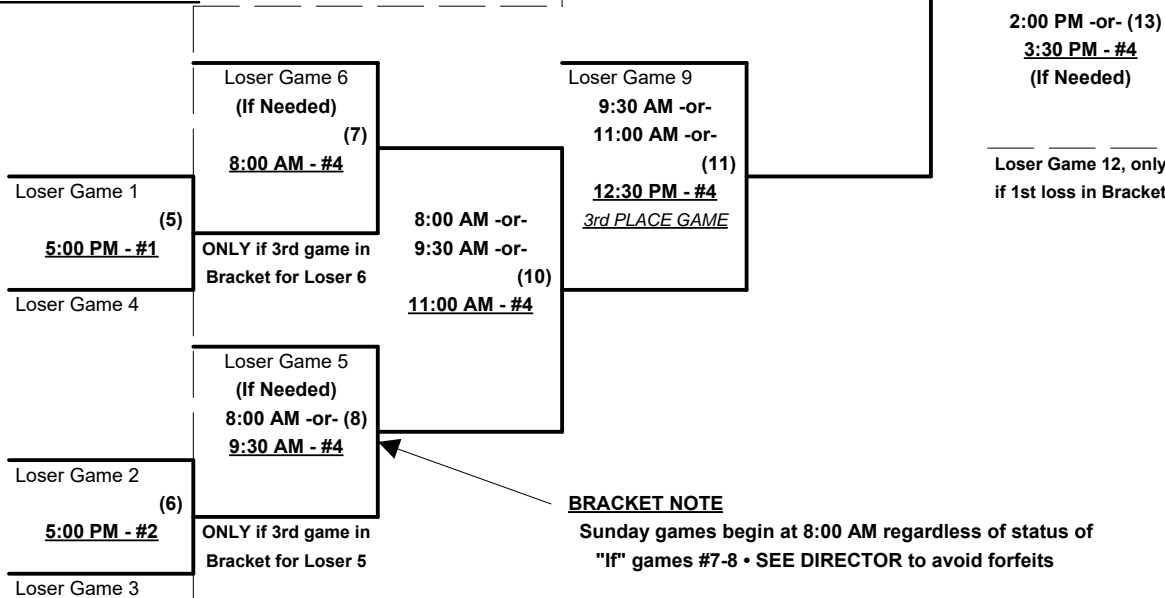 2:00 PM -or- (13)
3:30 PM - #4
(If Needed)
Loser Game 12, only
if 1st loss in Bracket
Loser Game 6
(If Needed)
(7)
8:00 AM - #4
ONLY if 3rd game in
Bracket for Loser 6
Loser Game 9
9:30 AM -or-
11:00 AM -or-
(11)
12:30 PM - #4
3rd PLACE GAME
Loser Game 1
(5)
5:00 PM - #1
Loser Game 4
8:00 AM -or-
9:30 AM -or-
(10)
11:00 AM - #4
Loser Game 5
(If Needed)
8:00 AM -or- (8)
9:30 AM - #4
ONLY if 3rd game in
Bracket for Loser 5
Loser Game 2
(6)
5:00 PM - #2
Loser Game 3
BRACKET NOTE
Sunday games begin at 8:00 AM regardless of status of
"If" games #7-8 • SEE DIRECTOR to avoid forfeits